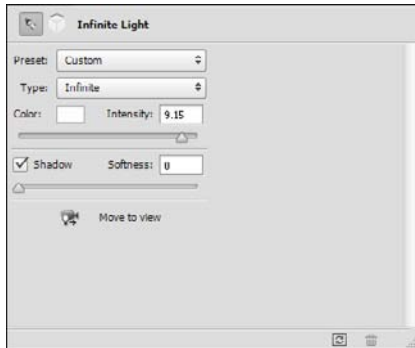 Infinite Light
Preset: Custom
Type: Infinite
Color: Intensity: 9.15
Shadow Softness: 0
Move to view